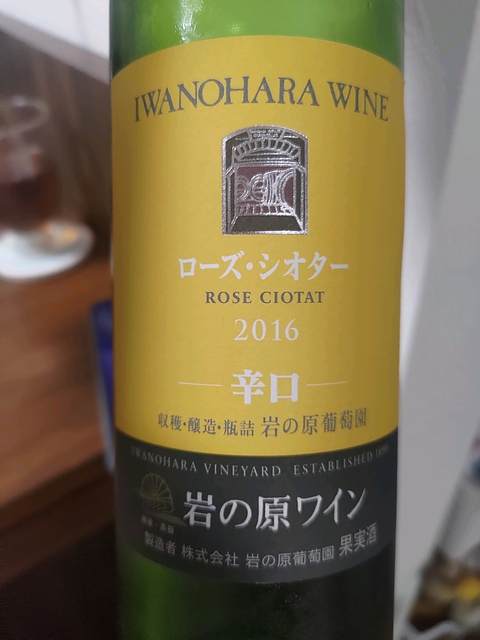 IWANOHARA WINE
ローズ・シオター
ROSE CIOTAT
2016
辛口
収穫・醸造・瓶詰 岩の原葡萄園
IWANOHARA VINEYARD ESTABLISHED 1890
岩の原ワイン
製造者 株式会社 岩の原葡萄園 果実酒